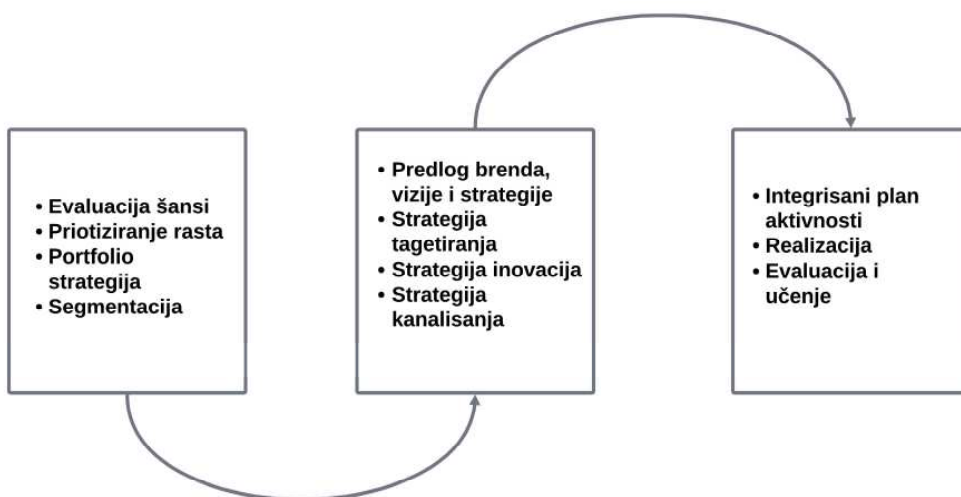 • Evaluacija šansi
• Priotiziranje rasta
• Portfolio
strategija
• Segmentacija
• Predlog brenda,
vizije i strategije
• Strategija
tagetiranja
• Strategija inovacija
• Strategija
kanalisanja
• Integrisani plan
aktivnosti
• Realizacija
• Evaluacija i
učenje